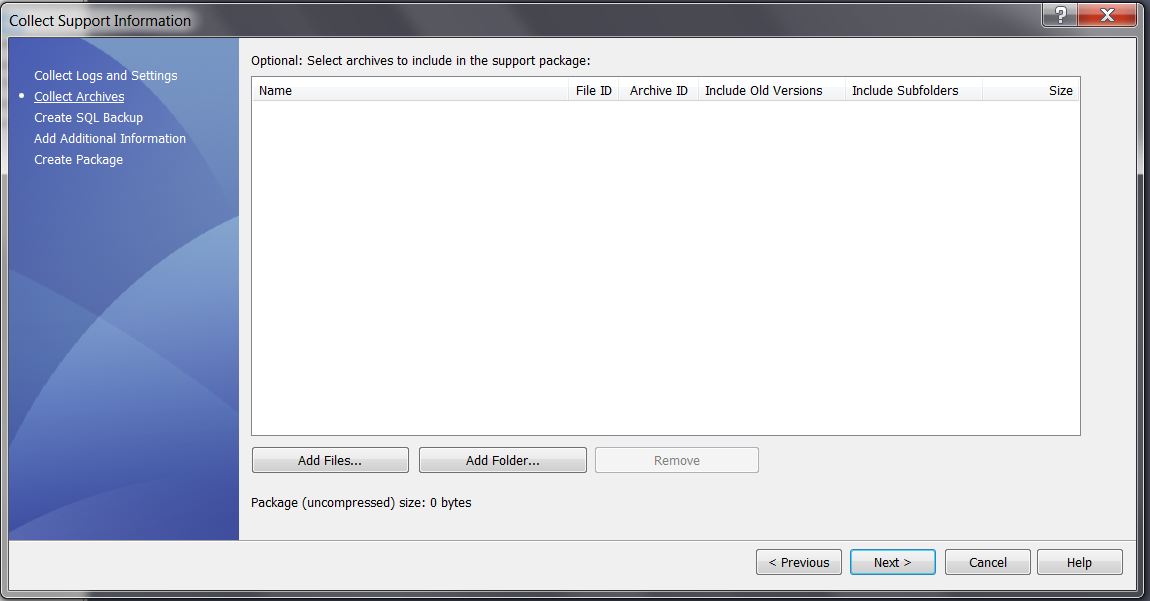 Collect Support Information
?
Collect Logs and Settings
Collect Archives
Create SQL Backup
Add Additional Information
Create Package
Optional: Select archives to include in the support package:
Name File ID Archive ID Include Old Versions Include Subfolders Size
Add Files... Add Folder... Remove
Package (uncompressed) size: 0 bytes
< Previous Next > Cancel Help